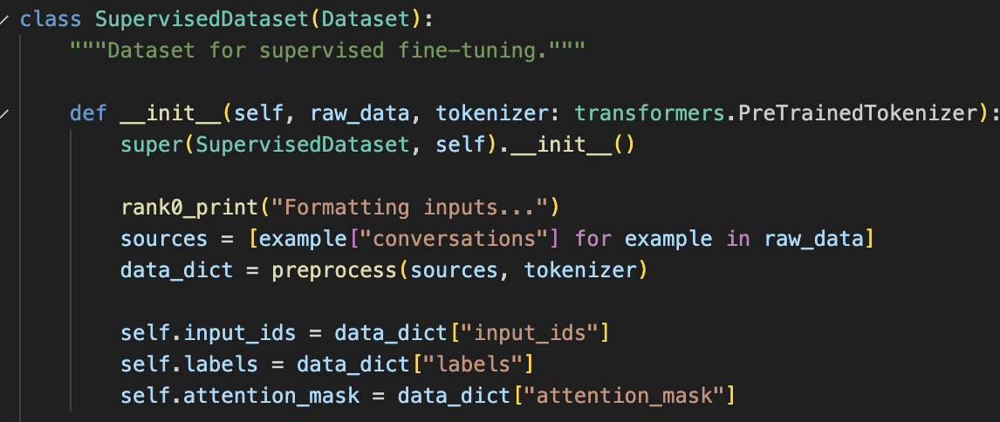 class SupervisedDataset(Dataset):
"""Dataset for supervised fine-tuning."""
def __init__(self, raw_data, tokenizer: transformers.PreTrainedTokenizer):
super(SupervisedDataset, self).__init__()
rank0_print("Formatting inputs...")
sources = [example["conversations"] for example in raw_data]
data_dict = preprocess(sources, tokenizer)
self.input_ids = data_dict["input_ids"]
self.labels = data_dict["labels"]
self.attention_mask = data_dict["attention_mask"]